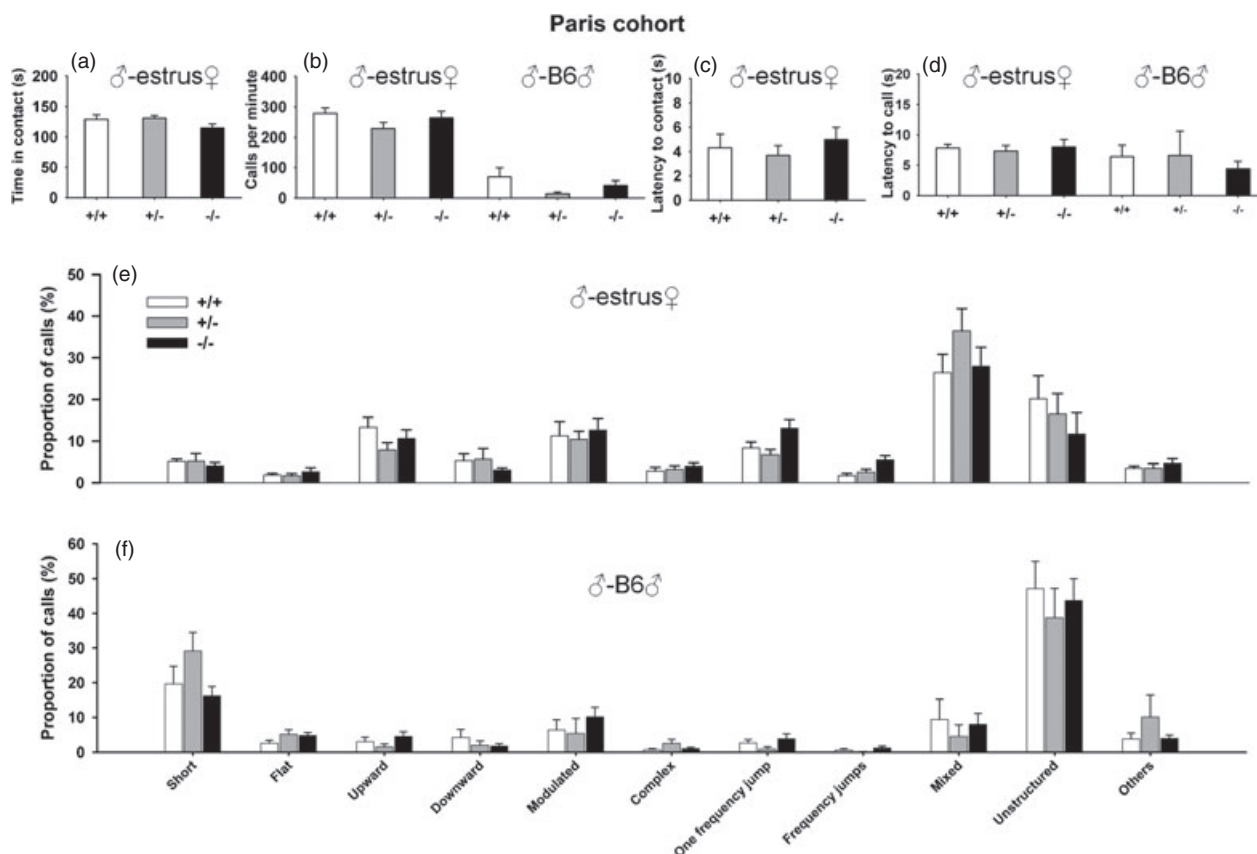 Paris cohort
(a)
♂-estrus♀
Time in contact (s)
200
150
100
50
0
+/+ +/- -/-
(b)
♂-estrus♀ ♂-B6♂
Calls per minute
400
300
200
100
0
+/+ +/- -/- +/+ +/- -/-
(c)
♂-estrus♀
Latency to contact (s)
10
8
6
4
2
0
+/+ +/- -/-
(d)
♂-estrus♀ ♂-B6♂
Latency to call (s)
20
15
10
5
0
+/+ +/- -/- +/+ +/- -/-
(e)
♂-estrus♀
Proportion of calls (%)
50
40
30
20
10
0
+/+
+/-
-/-
(f)
♂-B6♂
Proportion of calls (%)
60
50
40
30
20
10
0
Short
Flat
Upward
Downward
Modulated
Complex
One frequency jump
Frequency jumps
Mixed
Unstructured
Others